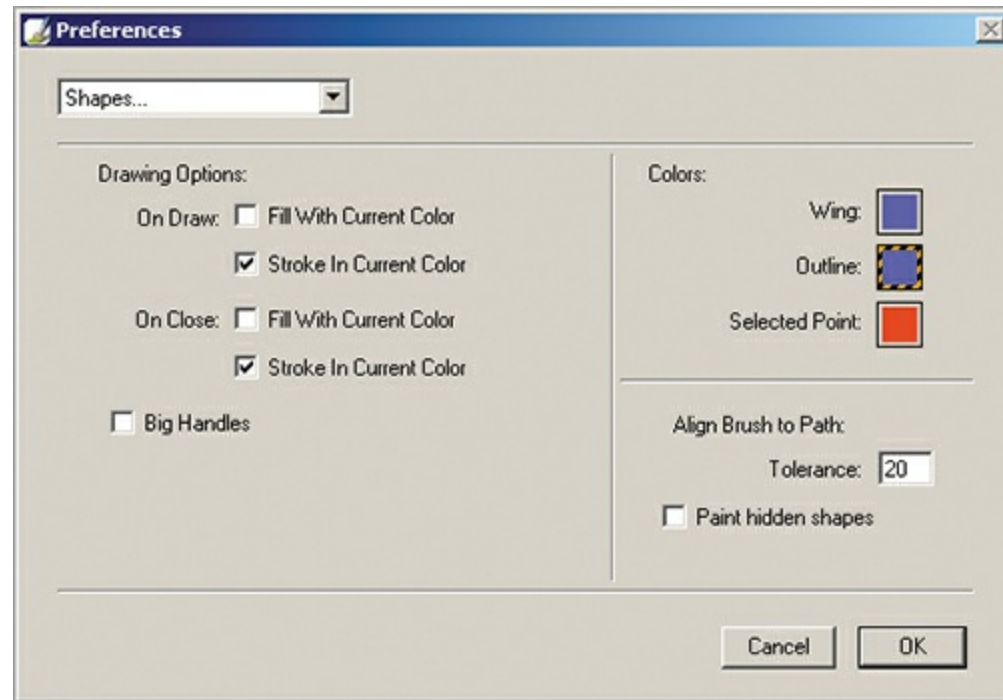 Preferences
Shapes...
Drawing Options:
On Draw: Fill With Current Color
Stroke In Current Color
On Close: Fill With Current Color
Stroke In Current Color
Big Handles
Colors:
Wing:
Outline:
Selected Point:
Align Brush to Path:
Tolerance: 20
Paint hidden shapes
Cancel OK